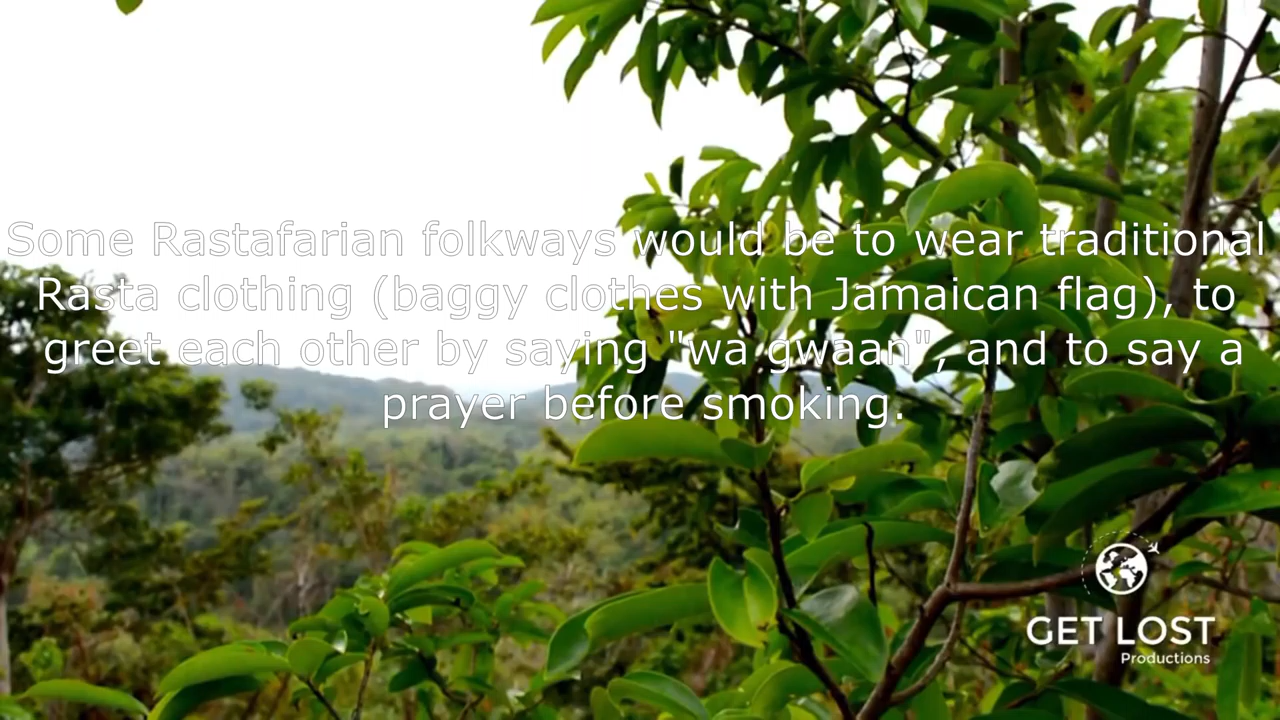 Some Rastafarian folkways would be to wear traditional
Rasta clothing (baggy clothes with Jamaican flag), to
greet each other by saying "wa gwaan", and to say a
prayer before smoking.
GET LOST
Productions